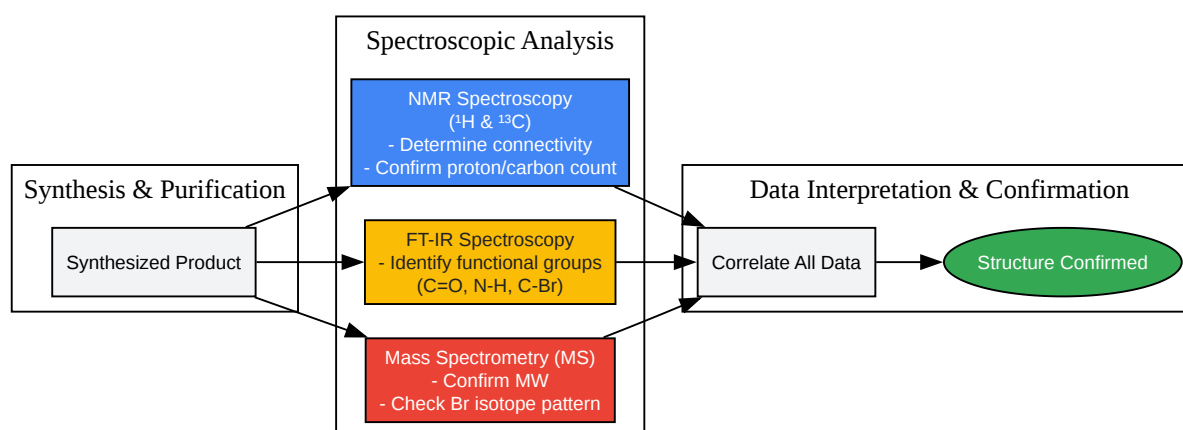 Synthesis & Purification
Synthesized Product
Spectroscopic Analysis
NMR Spectroscopy
(¹H & ¹³C)
- Determine connectivity
- Confirm proton/carbon count
FT-IR Spectroscopy
- Identify functional groups
(C=O, N-H, C-Br)
Mass Spectrometry (MS)
- Confirm MW
- Check Br isotope pattern
Data Interpretation & Confirmation
Correlate All Data
Structure Confirmed